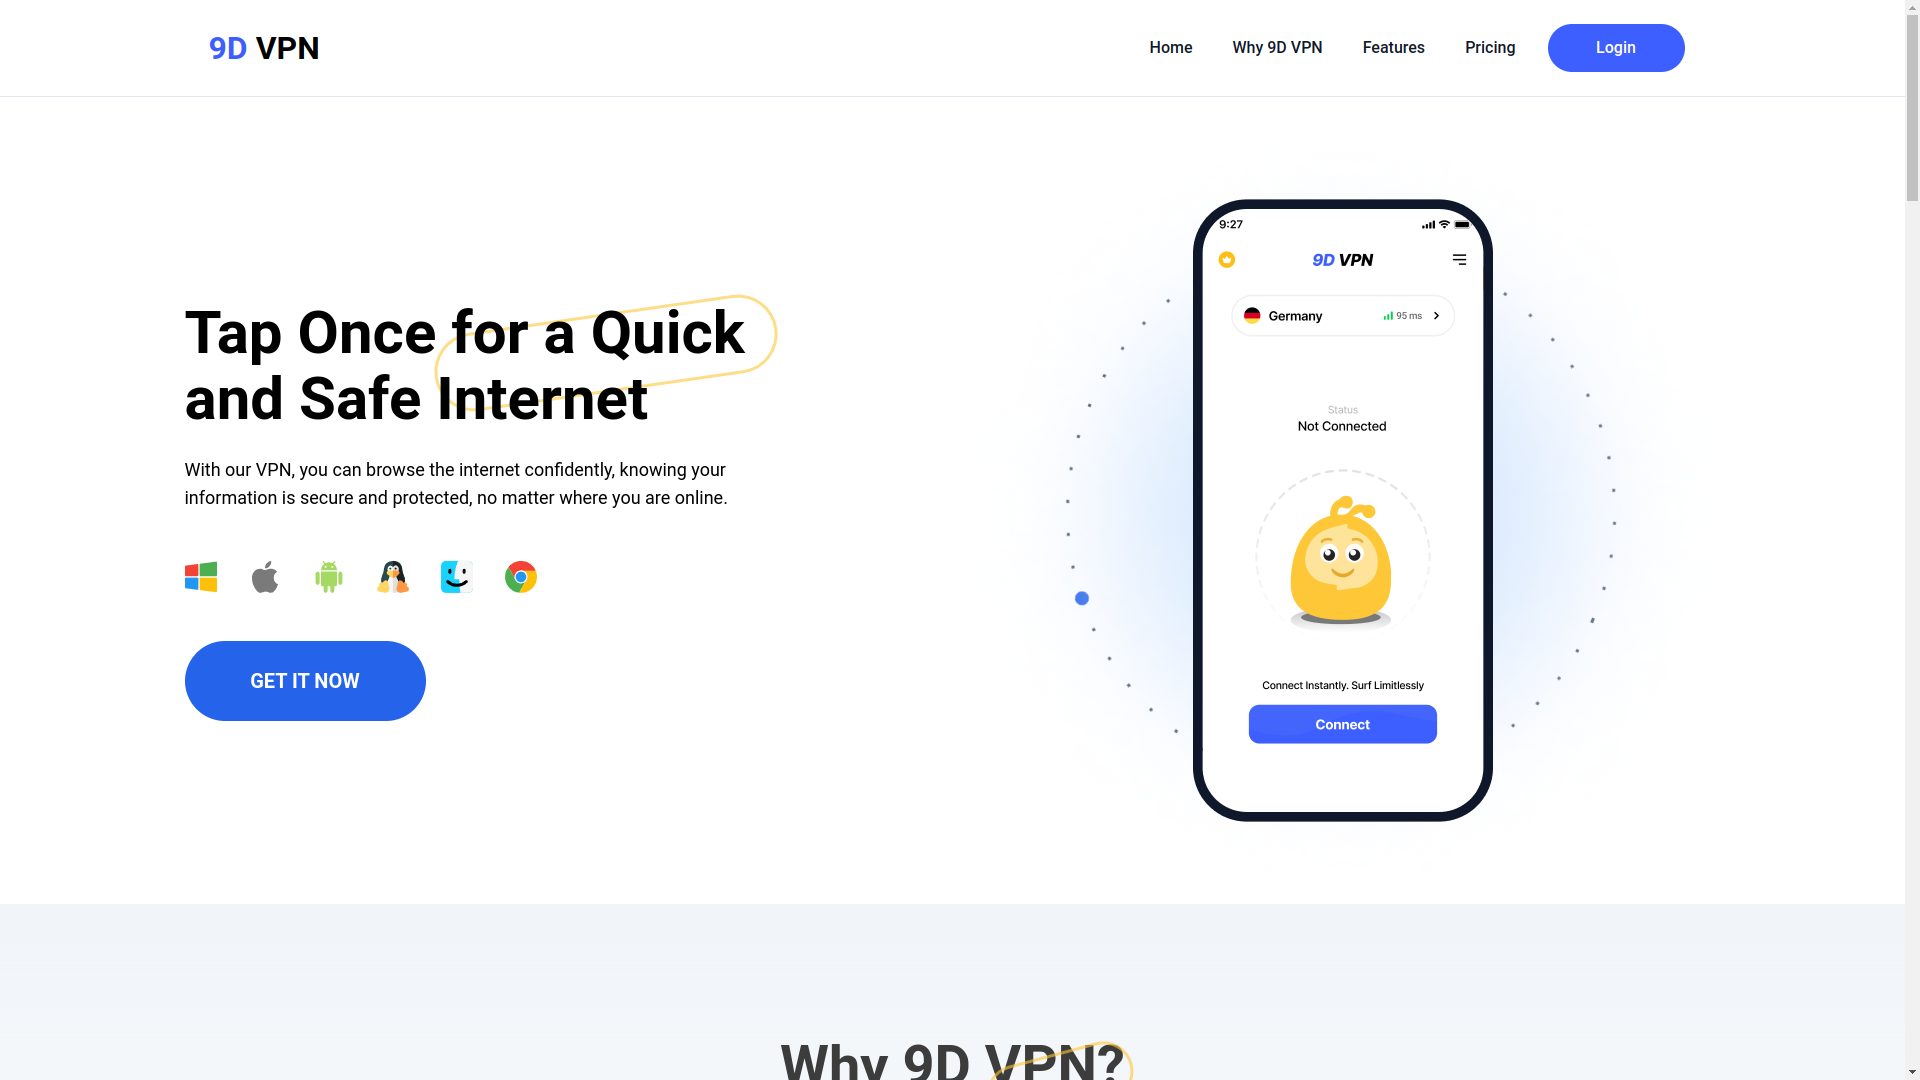 9D VPN
Home
Why 9D VPN
Features
Pricing
Login
Tap Once for a Quick
and Safe Internet
With our VPN, you can browse the internet confidently, knowing your
information is secure and protected, no matter where you are online.
GET IT NOW
9:27
9D VPN
Germany
95 ms
Status
Not Connected
Connect Instantly. Surf Limitlessly
Connect
Why 9D VPN?